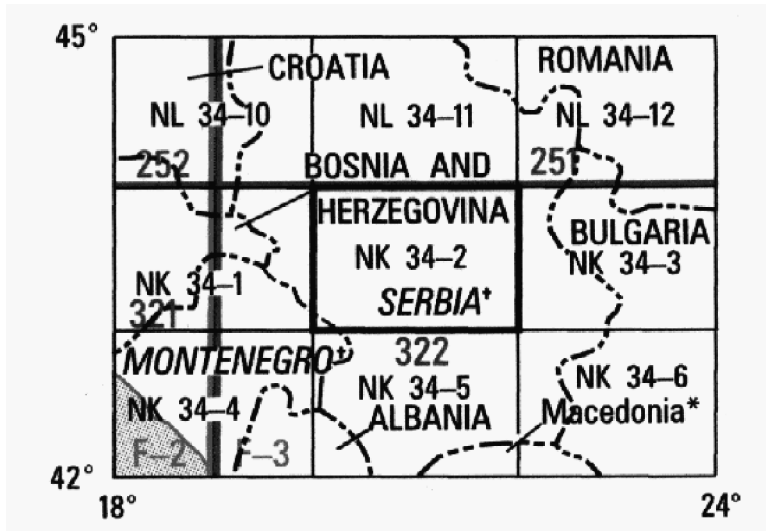 45°
CROATIA
ROMANIA
NL 34–10
NL 34–11
NL 34–12
252
BOSNIA AND
251
HERZEGOVINA
BULGARIA
NK 34–2
NK 34–3
NK 34–1
SERBIA⁺
321
MONTENEGRO⁺
322
NK 34–6
NK 34–5
NK 34–4
ALBANIA
Macedonia*
F–2
F–3
42°
18°
24°